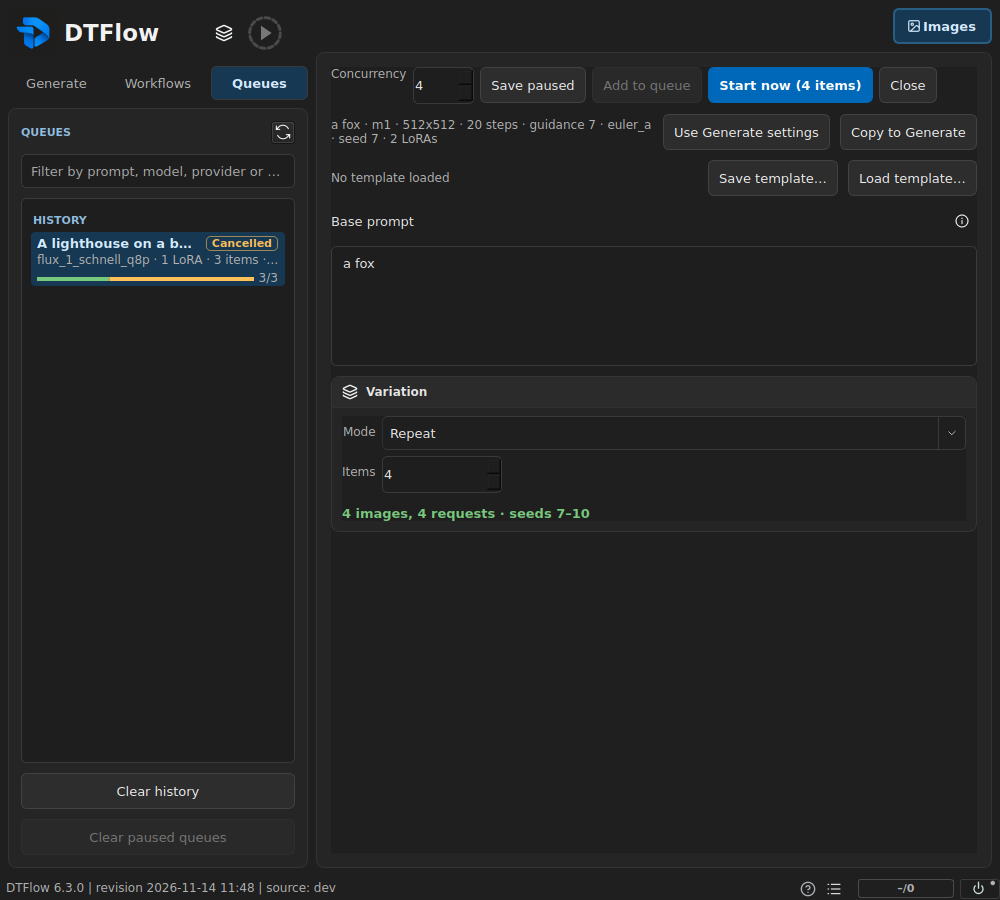 DTFlow
Images
Generate
Workflows
Queues
QUEUES
Filter by prompt, model, provider or ...
HISTORY
A lighthouse on a b...
Cancelled
flux_1_schnell_q8p · 1 LoRA · 3 items ·...
3/3
Clear history
Clear paused queues
Concurrency
4
Save paused
Add to queue
Start now (4 items)
Close
a fox · m1 · 512x512 · 20 steps · guidance 7 · euler_a
· seed 7 · 2 LoRAs
Use Generate settings
Copy to Generate
No template loaded
Save template...
Load template...
Base prompt
a fox
Variation
Mode
Repeat
Items
4
4 images, 4 requests · seeds 7–10
DTFlow 6.3.0 | revision 2026-11-14 11:48 | source: dev
–/0